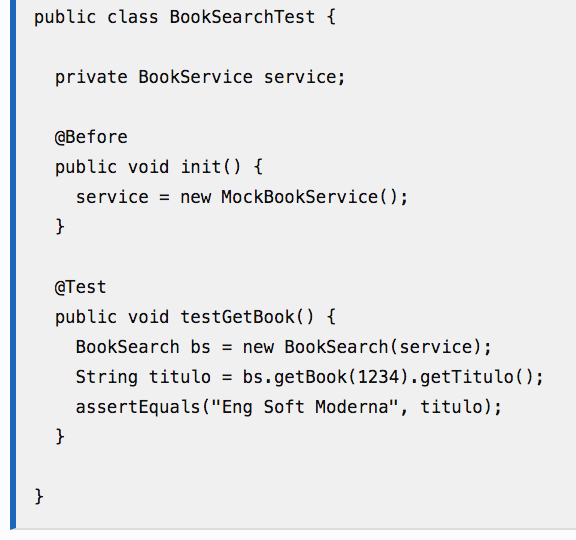 public class BookSearchTest {
private BookService service;
@Before
public void init() {
service = new MockBookService();
}
@Test
public void testGetBook() {
BookSearch bs = new BookSearch(service);
String titulo = bs.getBook(1234).getTitulo();
assertEquals("Eng Soft Moderna", titulo);
}
}